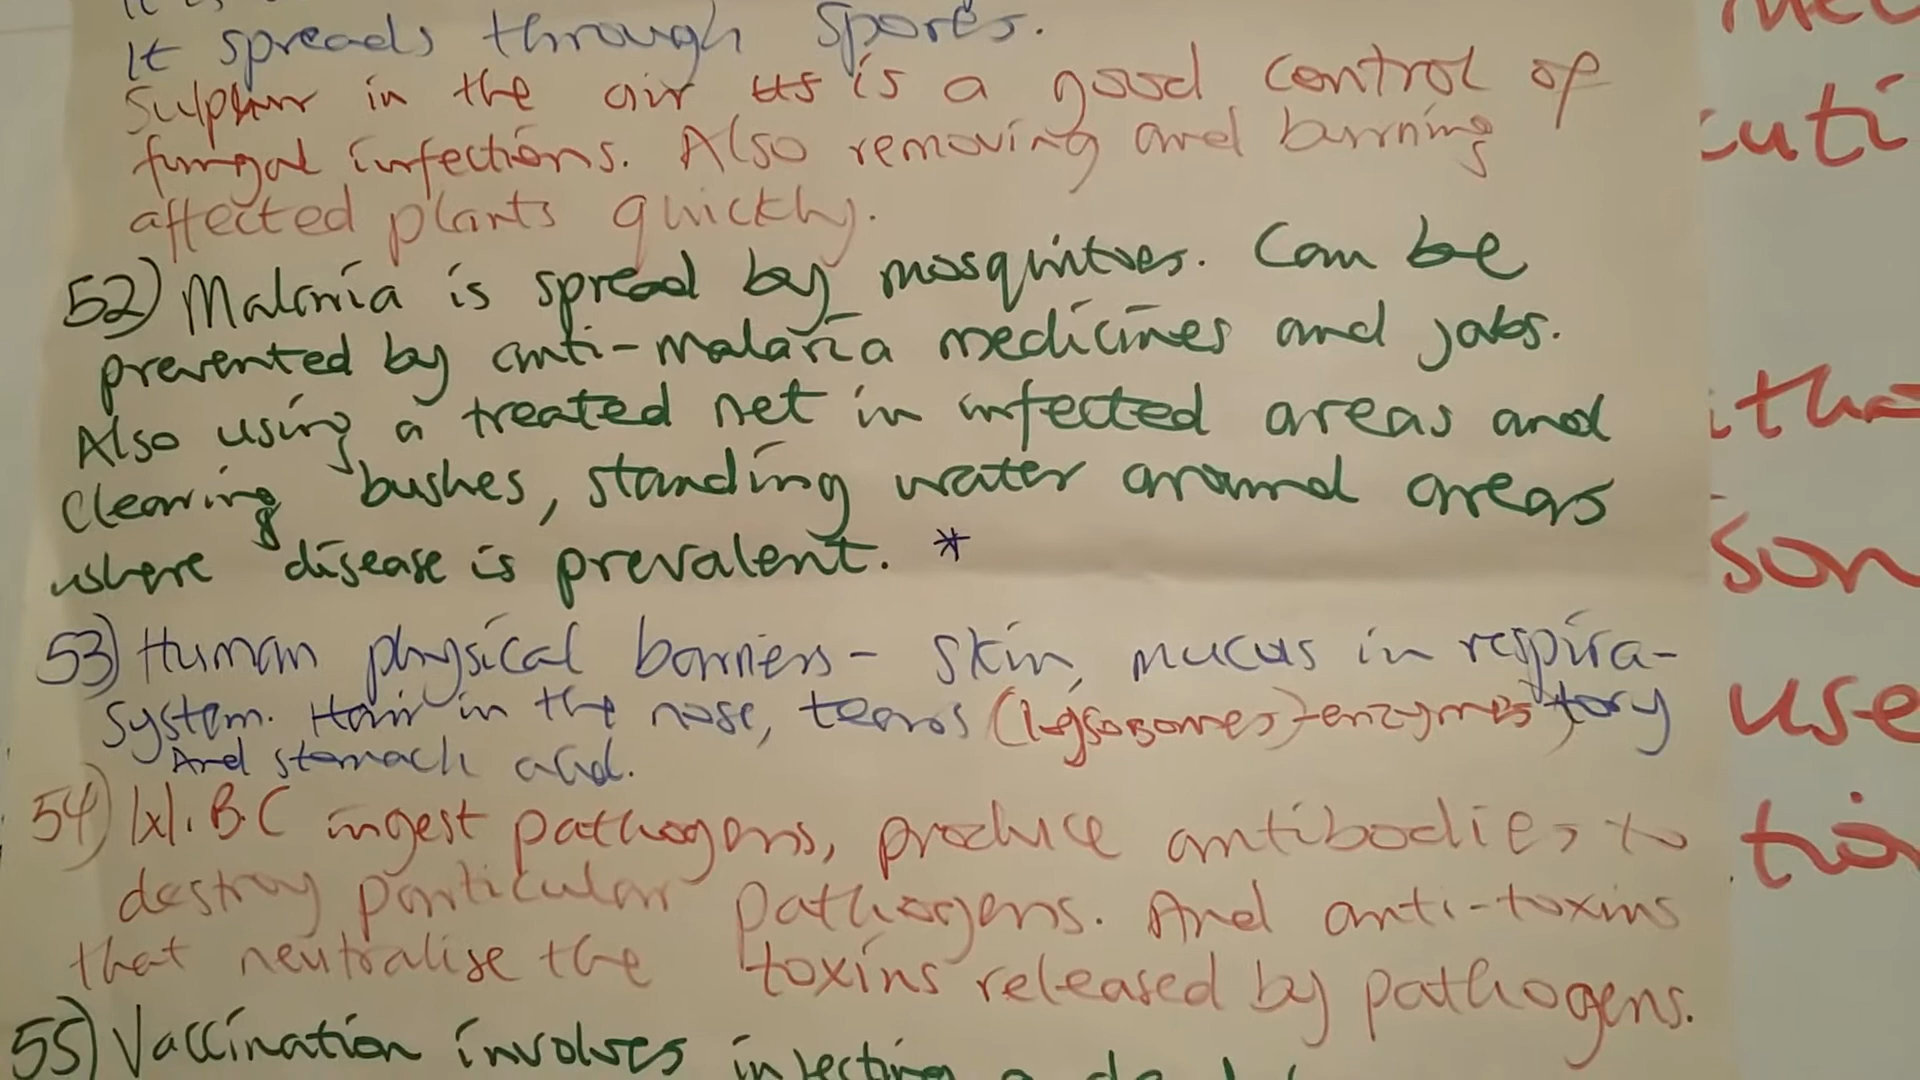 It spreads through spores.
Sulphur in the air is a good control of
fungal infections. Also removing and burning
affected plants quickly.
52) Malaria is spread by mosquitoes. Can be
prevented by anti-malaria medicines and jabs.
Also using a treated net in infected areas and
clearing bushes, standing water around areas
where disease is prevalent. *
53) Human physical barriers - skin, mucus in respira-
system. Hair in the nose, tears (lysosomes)-enzymes tory
And stomach acid.
54) W.B.C ingest pathogens, produce antibodies to
destroy particular pathogens. And anti-toxins
that neutralise the toxins released by pathogens.
55) Vaccination involves injecting a
cuti
itha
son
use